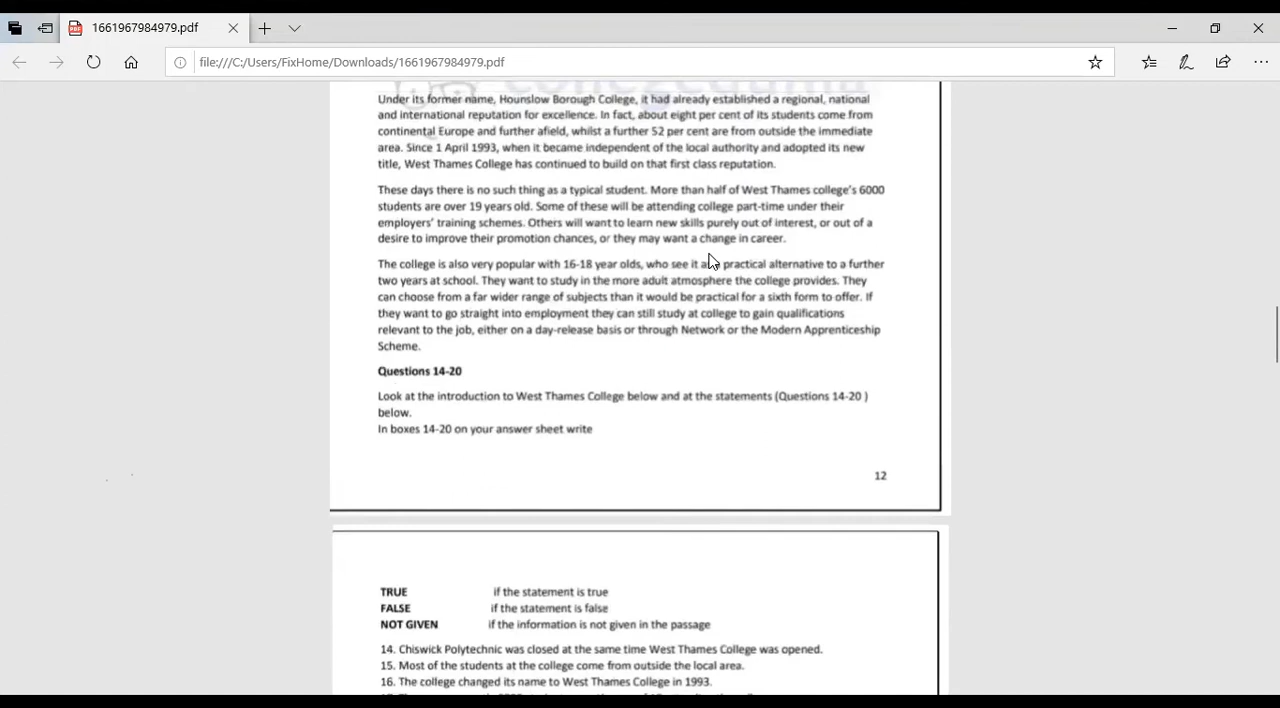 1661967984979.pdf
file:///C:/Users/FixHome/Downloads/1661967984979.pdf
Under its former name, Hounslow Borough College, it had already established a regional, national
and international reputation for excellence. In fact, about eight per cent of its students come from
continental Europe and further afield, whilst a further 52 per cent are from outside the immediate
area. Since 1 April 1993, when it became independent of the local authority and adopted its new
title, West Thames College has continued to build on that first class reputation.
These days there is no such thing as a typical student. More than half of West Thames college's 6000
students are over 19 years old. Some of these will be attending college part-time under their
employers' training schemes. Others will want to learn new skills purely out of interest, or out of a
desire to improve their promotion chances, or they may want a change in career.
The college is also very popular with 16-18 year olds, who see it practical alternative to a further
two years at school. They want to study in the more adult atmosphere the college provides. They
can choose from a far wider range of subjects than it would be practical for a sixth form to offer. If
they want to go straight into employment they can still study at college to gain qualifications
relevant to the job, either on a day-release basis or through Network or the Modern Apprenticeship
Scheme.
Questions 14-20
Look at the introduction to West Thames College below and at the statements (Questions 14-20 )
below.
In boxes 14-20 on your answer sheet write
12
TRUE if the statement is true
FALSE if the statement is false
NOT GIVEN if the information is not given in the passage
14. Chiswick Polytechnic was closed at the same time West Thames College was opened.
15. Most of the students at the college come from outside the local area.
16. The college changed its name to West Thames College in 1993.